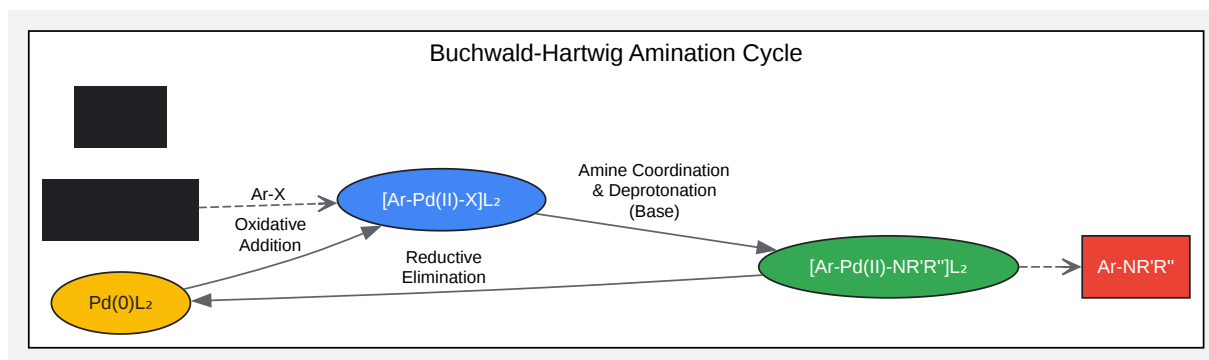 Buchwald-Hartwig Amination Cycle
Ar-X
Oxidative
Addition
[Ar-Pd(II)-X]L₂
Amine Coordination
& Deprotonation
(Base)
Reductive
Elimination
Pd(0)L₂
[Ar-Pd(II)-NR'R"]L₂
Ar-NR'R"